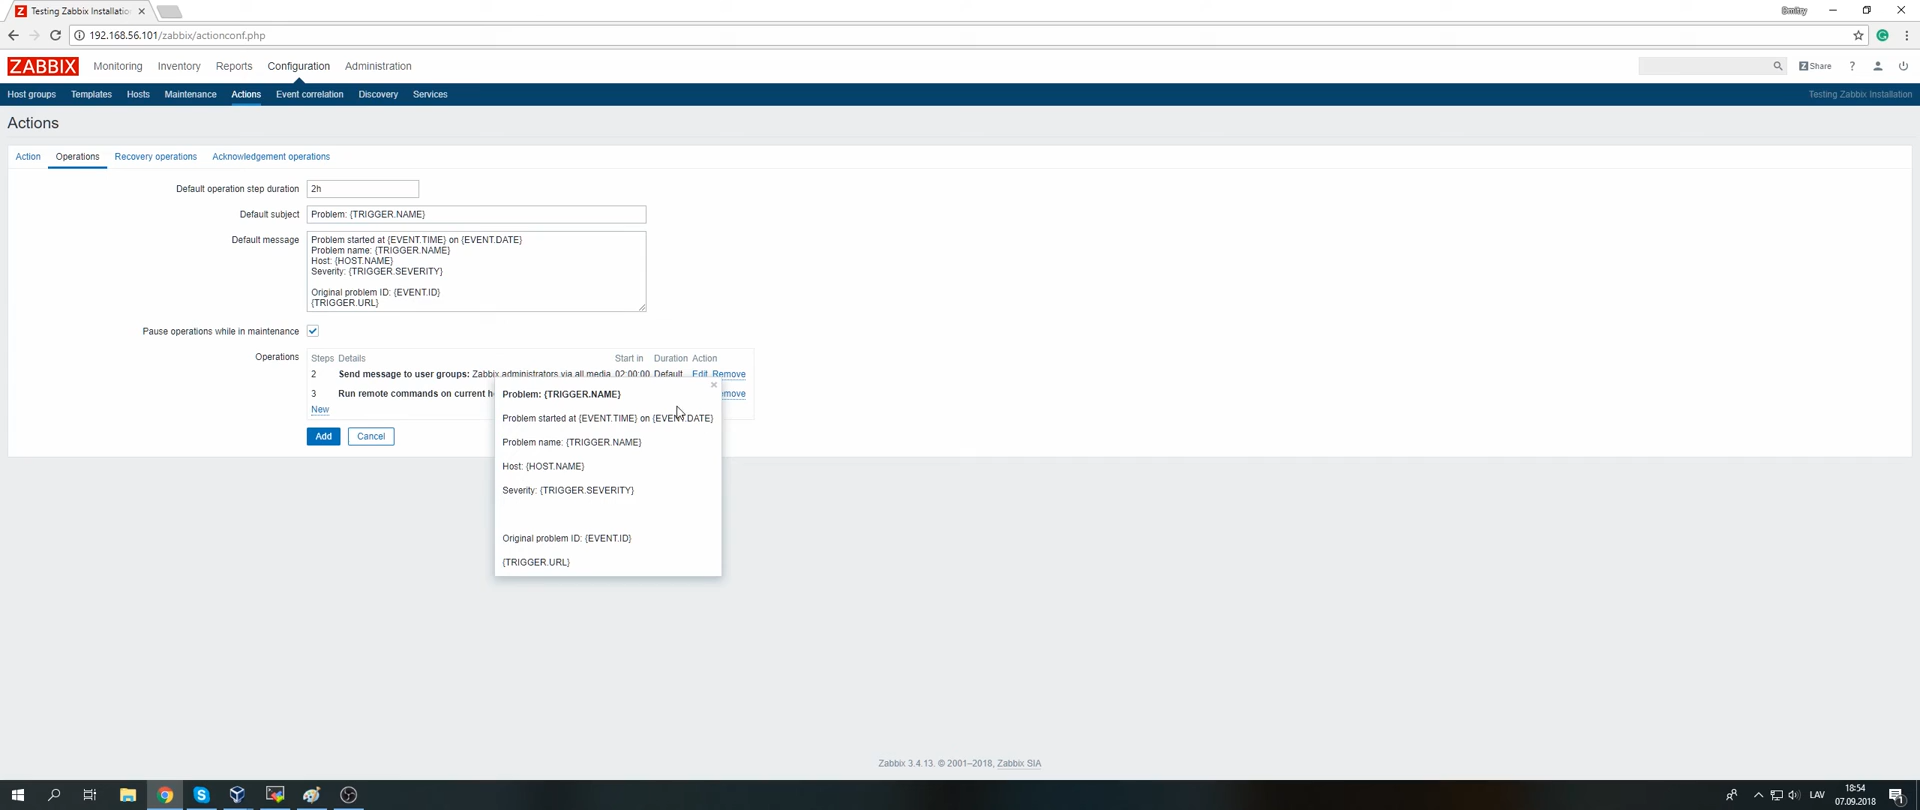 Testing Zabbix Installatio
Dmitry
192.168.56.101/zabbix/actionconf.php
ZABBIX Monitoring Inventory Reports Configuration Administration Z Share ?
Host groups Templates Hosts Maintenance Actions Event correlation Discovery Services Testing Zabbix Installation
Actions
Action Operations Recovery operations Acknowledgement operations
Default operation step duration 2h
Default subject Problem: {TRIGGER.NAME}
Default message Problem started at {EVENT.TIME} on {EVENT.DATE}
Problem name: {TRIGGER.NAME}
Host: {HOST.NAME}
Severity: {TRIGGER.SEVERITY}
Original problem ID: {EVENT.ID}
{TRIGGER.URL}
Pause operations while in maintenance
Operations Steps Details Start in Duration Action
2 Send message to user groups: Zabbix administrators via all media 02:00:00 Default Edit Remove
3 Run remote commands on current h emove
New
Add Cancel
Problem: {TRIGGER.NAME}
Problem started at {EVENT.TIME} on {EVENT.DATE}
Problem name: {TRIGGER.NAME}
Host: {HOST.NAME}
Severity: {TRIGGER.SEVERITY}
Original problem ID: {EVENT.ID}
{TRIGGER.URL}
Zabbix 3.4.13. © 2001–2018, Zabbix SIA
LAV
18:54
07.09.2018